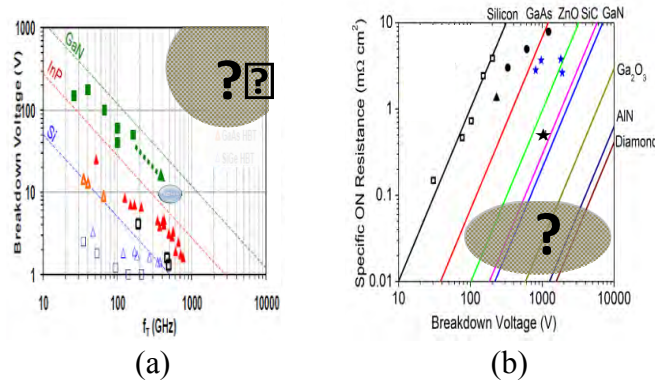 1000
100
10
1
10
100
1000
10000
Breakdown Voltage (V)
f_T (GHz)
GaN
InP
Si
? ?
GaAs HBT
SiGe HBT
(a)
Silicon GaAs ZnO SiC GaN
Ga₂O₃
AlN
Diamond
10
1
0.1
0.01
10
100
1000
10000
Specific ON Resistance (mΩ cm²)
Breakdown Voltage (V)
?
(b)